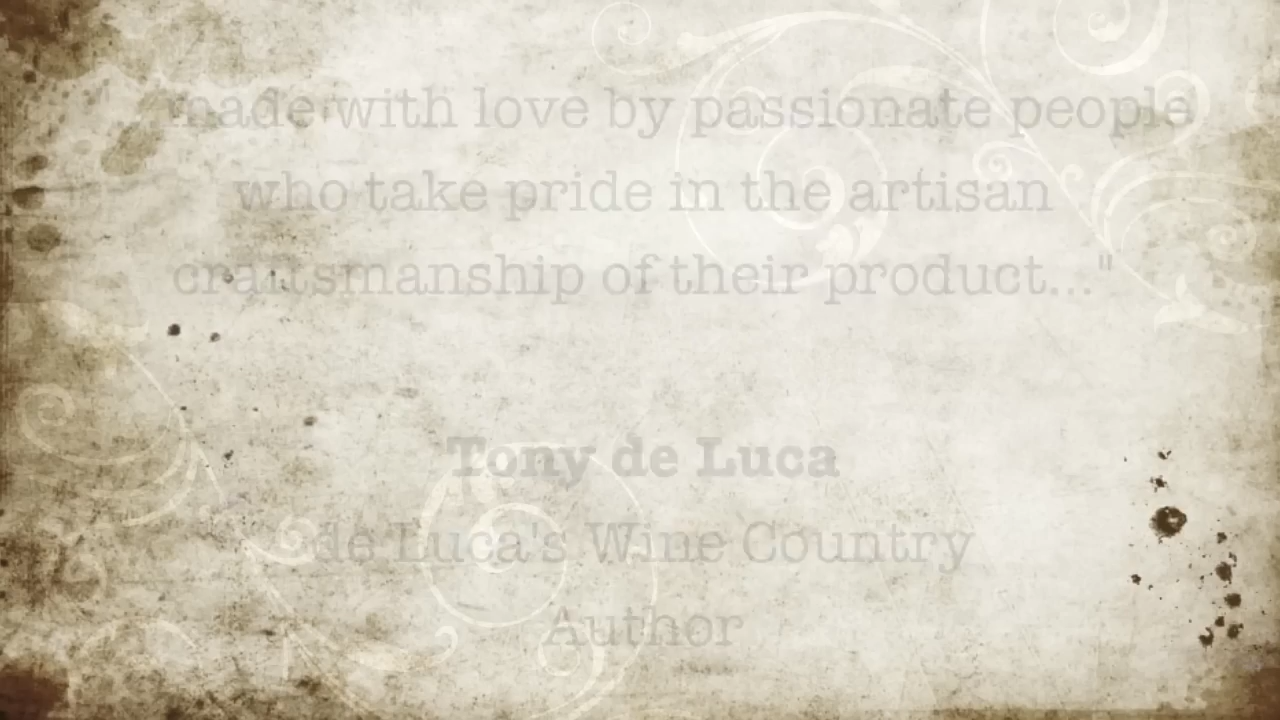 made with love by passionate people
who take pride in the artisan
craftsmanship of their product..."
Tony de Luca
de Luca's Wine Country
Author